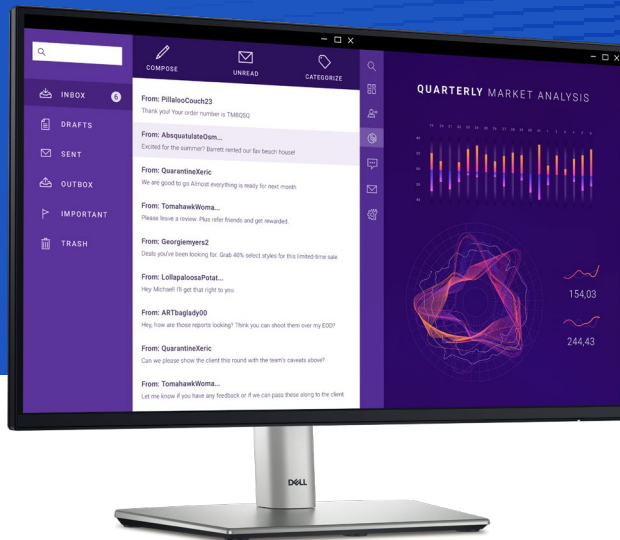 COMPOSE
UNREAD
CATEGORIZE
INBOX 6
DRAFTS
SENT
OUTBOX
IMPORTANT
TRASH
From: PillalooCouch23
Thank you! Your order number is TM8Q5Q
From: AbsquatulateOsm...
Excited for the summer? Barrett rented our fav beach house!
From: QuarantineXeric
We are good to go Almost everything is ready for next month
From: TomahawkWoma...
Please leave a review. Plus refer friends and get rewarded.
From: Georgiemyers2
Deals you've been looking for. Grab 40% select styles for this limited-time sale
From: LollapaloosaPotat...
Hey Michael! I'll get that right to you
From: ARTbaglady00
Hey, how are those reports looking? Think you can shoot them over my EOD?
From: QuarantineXeric
Can we please show the client this round with the team's caveats above?
From: TomahawkWoma...
Let me know if you have any feedback or if we can pass these along to the client
QUARTERLY MARKET ANALYSIS
154,03
244,43
DELL